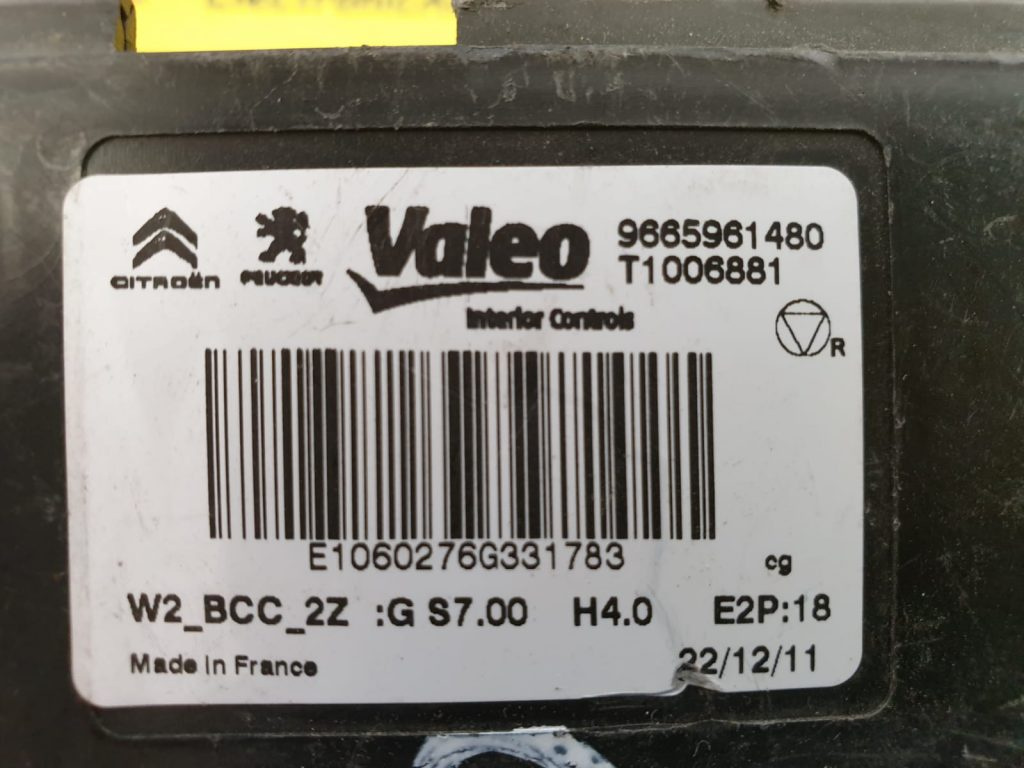 CITROËN
PEUGEOT
Valeo
Interior Controls
9665961480
T1006881
R
E1060276G331783
cg
W2_BCC_2Z :G S7.00 H4.0 E2P:18
Made in France
22/12/11